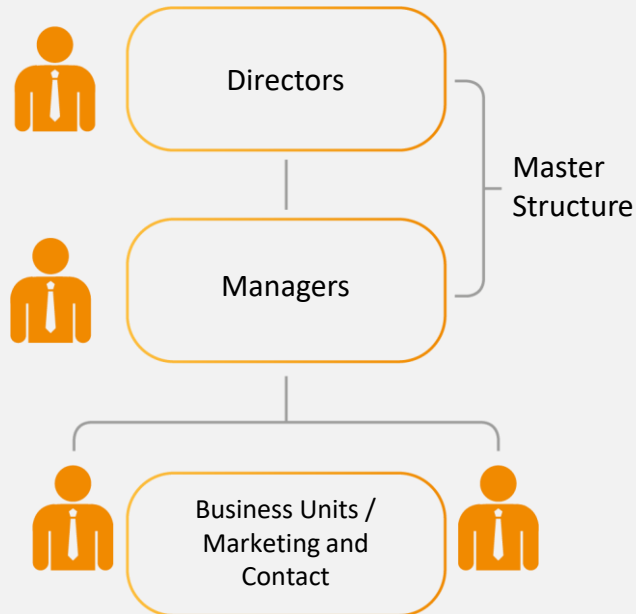 Directors
Master
Structure
Managers
Business Units /
Marketing and
Contact